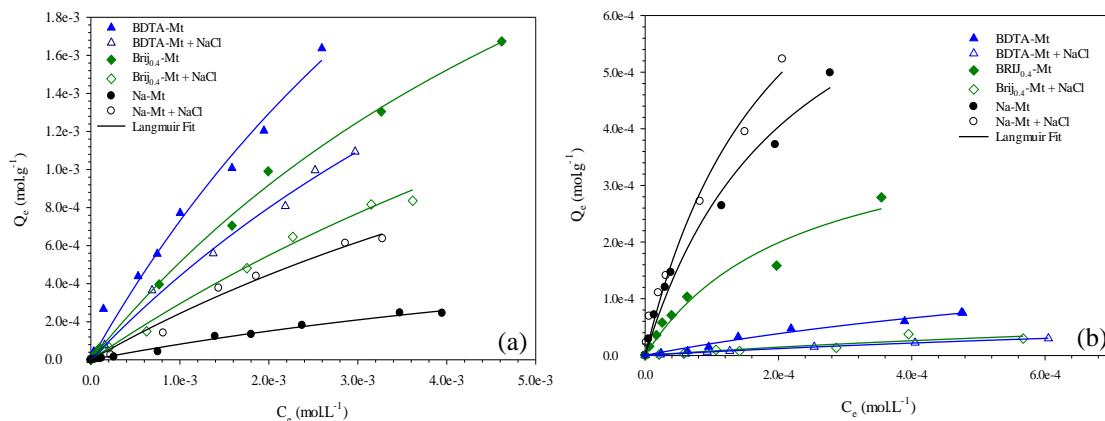 1.8e-3
1.6e-3
1.4e-3
1.2e-3
1.0e-3
8.0e-4
6.0e-4
4.0e-4
2.0e-4
0.0
Qe (mol.g-1)
BDTA-Mt
BDTA-Mt + NaCl
Brij0.4-Mt
Brij0.4-Mt + NaCl
Na-Mt
Na-Mt + NaCl
Langmuir Fit
(a)
0.0 1.0e-3 2.0e-3 3.0e-3 4.0e-3 5.0e-3
Ce (mol.L-1)
6.0e-4
5.0e-4
4.0e-4
3.0e-4
2.0e-4
1.0e-4
0.0
Qe (mol.g-1)
BDTA-Mt
BDTA-Mt + NaCl
BRIJ0.4-Mt
Brij0.4-Mt + NaCl
Na-Mt
Na-Mt + NaCl
Langmuir Fit
(b)
0.0 2.0e-4 4.0e-4 6.0e-4
Ce (mol.L-1)